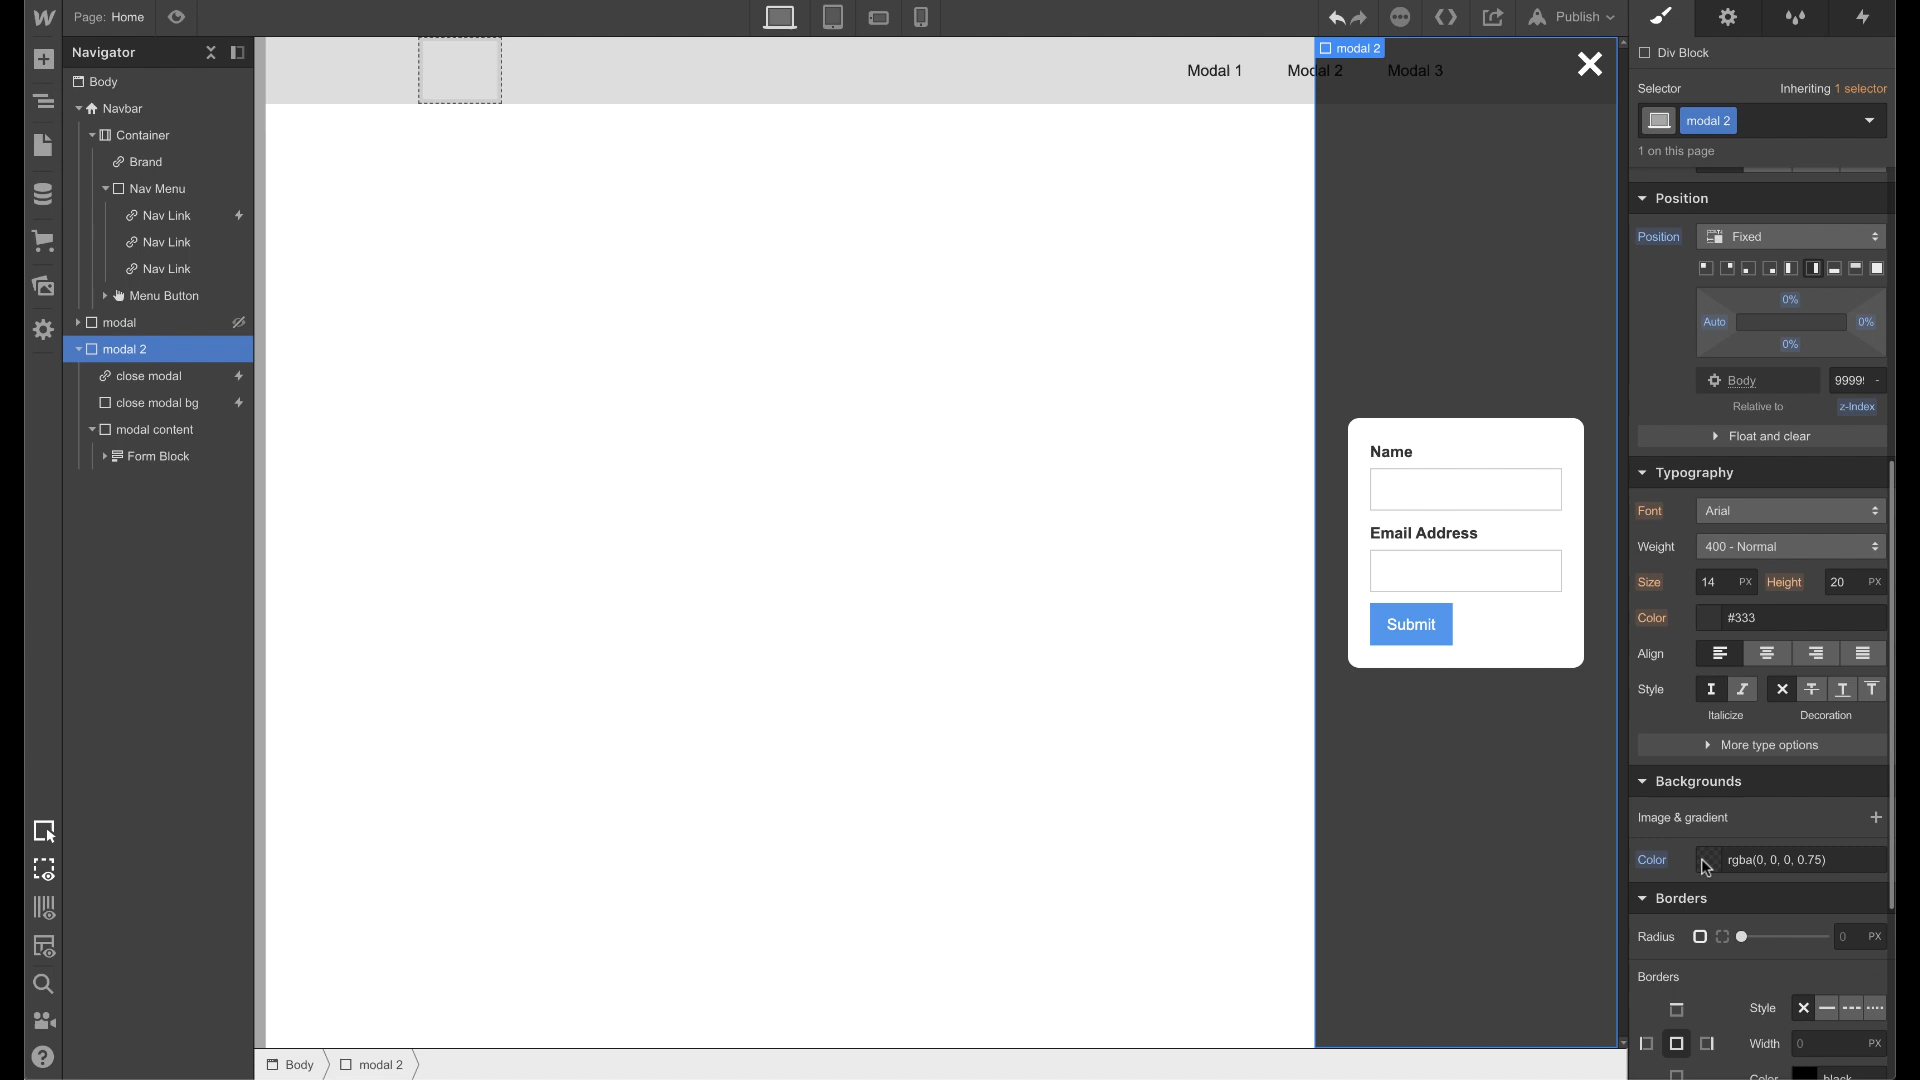 Page: Home
Publish
Navigator
Body
Navbar
Container
Brand
Nav Menu
Nav Link
Nav Link
Nav Link
Menu Button
modal
modal 2
close modal
close modal bg
modal content
Form Block
modal 2
Modal 1
Modal 2
Modal 3
Name
Email Address
Submit
Body
modal 2
Div Block
Selector
Inheriting 1 selector
modal 2
1 on this page
Position
Position
Fixed
0%
Auto
0%
0%
Body
9999
-
Relative to
z-Index
Float and clear
Typography
Font
Arial
Weight
400 - Normal
Size
14 PX
Height
20 PX
Color
#333
Align
Style
Italicize
Decoration
More type options
Backgrounds
Image & gradient
Color
rgba(0, 0, 0, 0.75)
Borders
Radius
0 PX
Borders
Style
Width
0 PX
Color
black